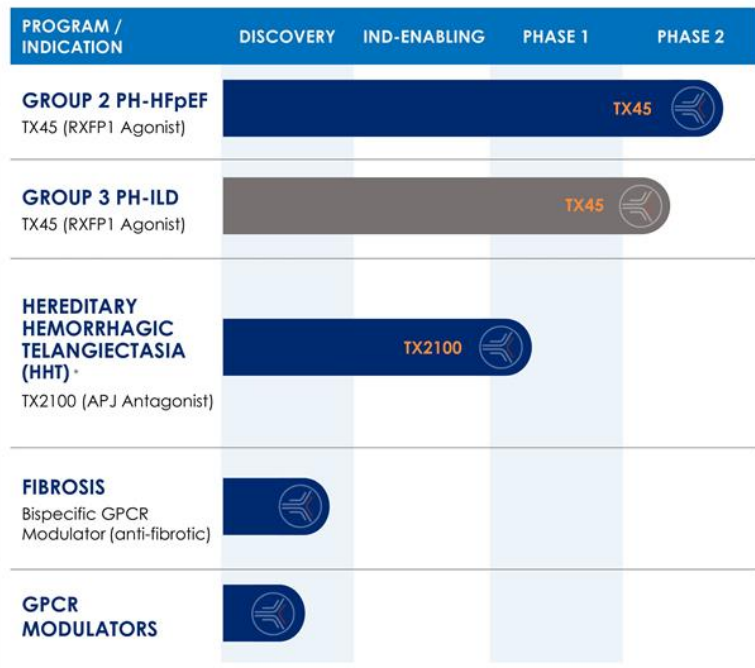 PROGRAM /
INDICATION
DISCOVERY
IND-ENABLING
PHASE 1
PHASE 2
GROUP 2 PH-HFpEF
TX45 (RXFP1 Agonist)
TX45
GROUP 3 PH-ILD
TX45 (RXFP1 Agonist)
TX45
HEREDITARY
HEMORRHAGIC
TELANGIECTASIA
(HHT) *
TX2100 (APJ Antagonist)
TX2100
FIBROSIS
Bispecific GPCR
Modulator (anti-fibrotic)
GPCR
MODULATORS